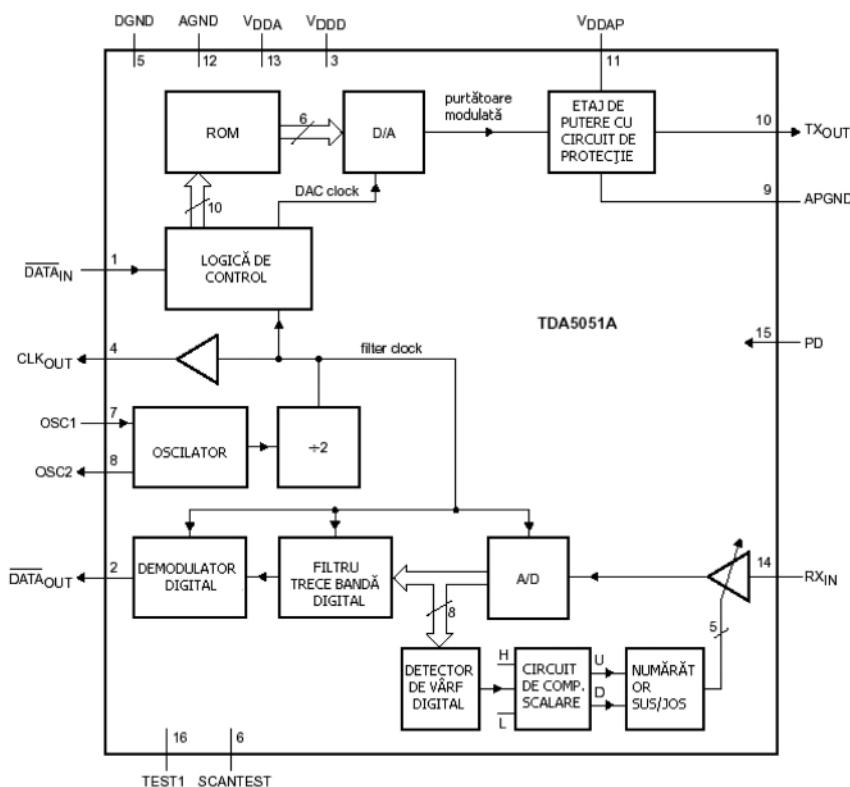 DGND AGND VDDA VDDD VDDAP
5 12 13 3 11
ROM
6
D/A
purtătoare
modulată
ETAJ DE
PUTERE CU
CIRCUIT DE
PROTECŢIE
10 TXOUT
9 APGND
DAC clock
10
DATAIN 1
LOGICĂ DE
CONTROL
TDA5051A
15 PD
CLKOUT 4
filter clock
OSC1 7
OSC2 8
OSCILATOR
÷2
DATAOUT 2
DEMODULATOR
DIGITAL
FILTRU
TRECE BANDĂ
DIGITAL
A/D
14 RXIN
8
5
DETECTOR
DE VÂRF
DIGITAL
H
L
CIRCUIT
DE COMP.
SCALARE
U
D
NUMĂRĂT
OR
SUS/JOS
16 6
TEST1 SCANTEST